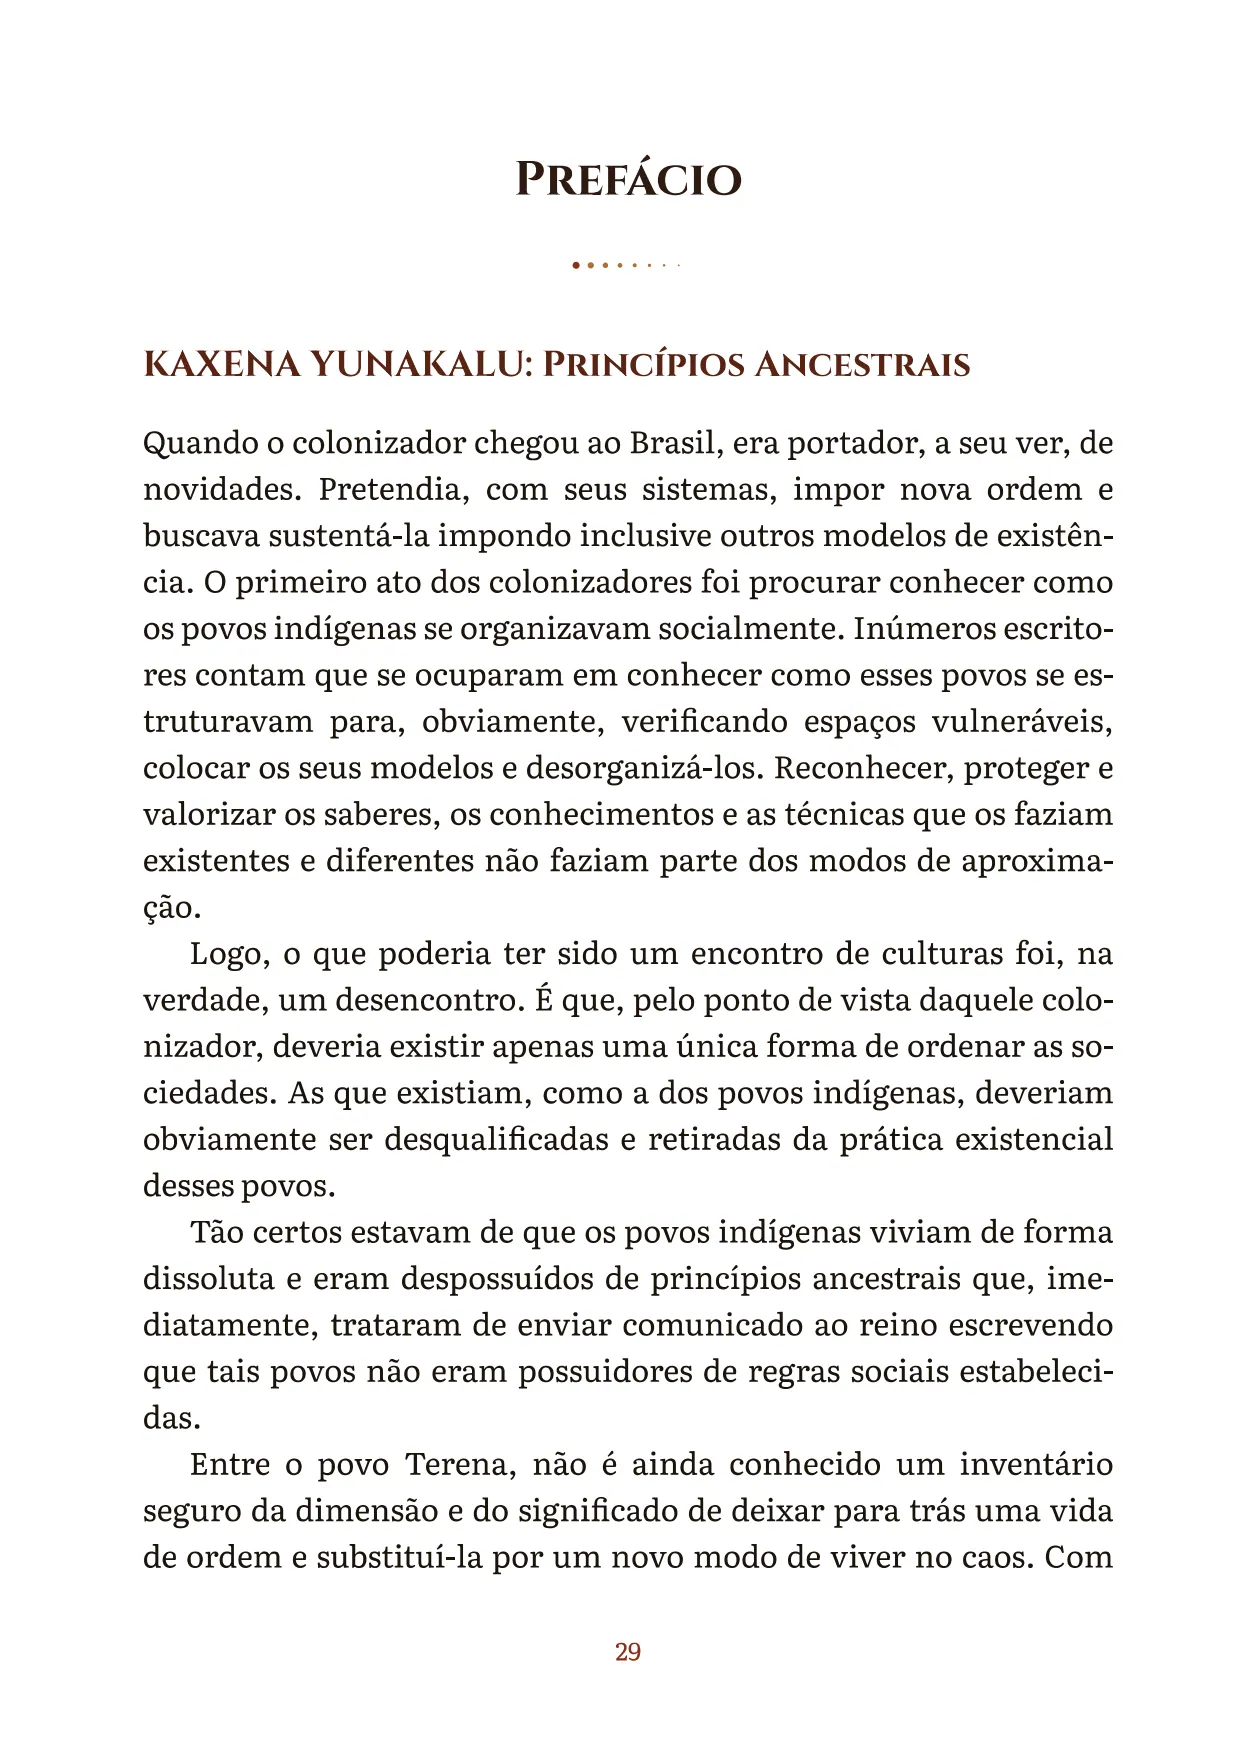 Prefácio
KAXENA YUNAKALU: Princípios Ancestrais
Quando o colonizador chegou ao Brasil, era portador, a seu ver, de
novidades. Pretendia, com seus sistemas, impor nova ordem e
buscava sustentá-la impondo inclusive outros modelos de existên-
cia. O primeiro ato dos colonizadores foi procurar conhecer como
os povos indígenas se organizavam socialmente. Inúmeros escrito-
res contam que se ocuparam em conhecer como esses povos se es-
truturavam para, obviamente, verificando espaços vulneráveis,
colocar os seus modelos e desorganizá-los. Reconhecer, proteger e
valorizar os saberes, os conhecimentos e as técnicas que os faziam
existentes e diferentes não faziam parte dos modos de aproxima-
ção.
Logo, o que poderia ter sido um encontro de culturas foi, na
verdade, um desencontro. É que, pelo ponto de vista daquele colo-
nizador, deveria existir apenas uma única forma de ordenar as so-
ciedades. As que existiam, como a dos povos indígenas, deveriam
obviamente ser desqualificadas e retiradas da prática existencial
desses povos.
Tão certos estavam de que os povos indígenas viviam de forma
dissoluta e eram despossuídos de princípios ancestrais que, ime-
diatamente, trataram de enviar comunicado ao reino escrevendo
que tais povos não eram possuidores de regras sociais estabeleci-
das.
Entre o povo Terena, não é ainda conhecido um inventário
seguro da dimensão e do significado de deixar para trás uma vida
de ordem e substituí-la por um novo modo de viver no caos. Com
29